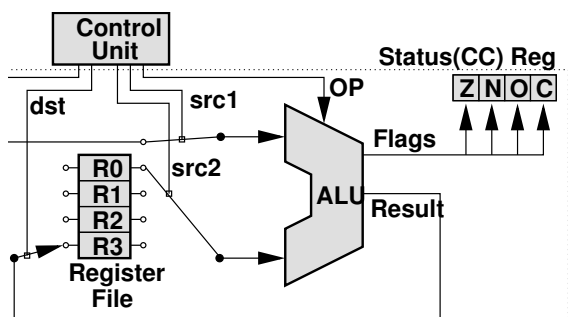 Control
Unit
Status(CC) Reg
Z N O C
OP
dst
src1
Flags
src2
R0
R1
R2
R3
ALU
Result
Register
File